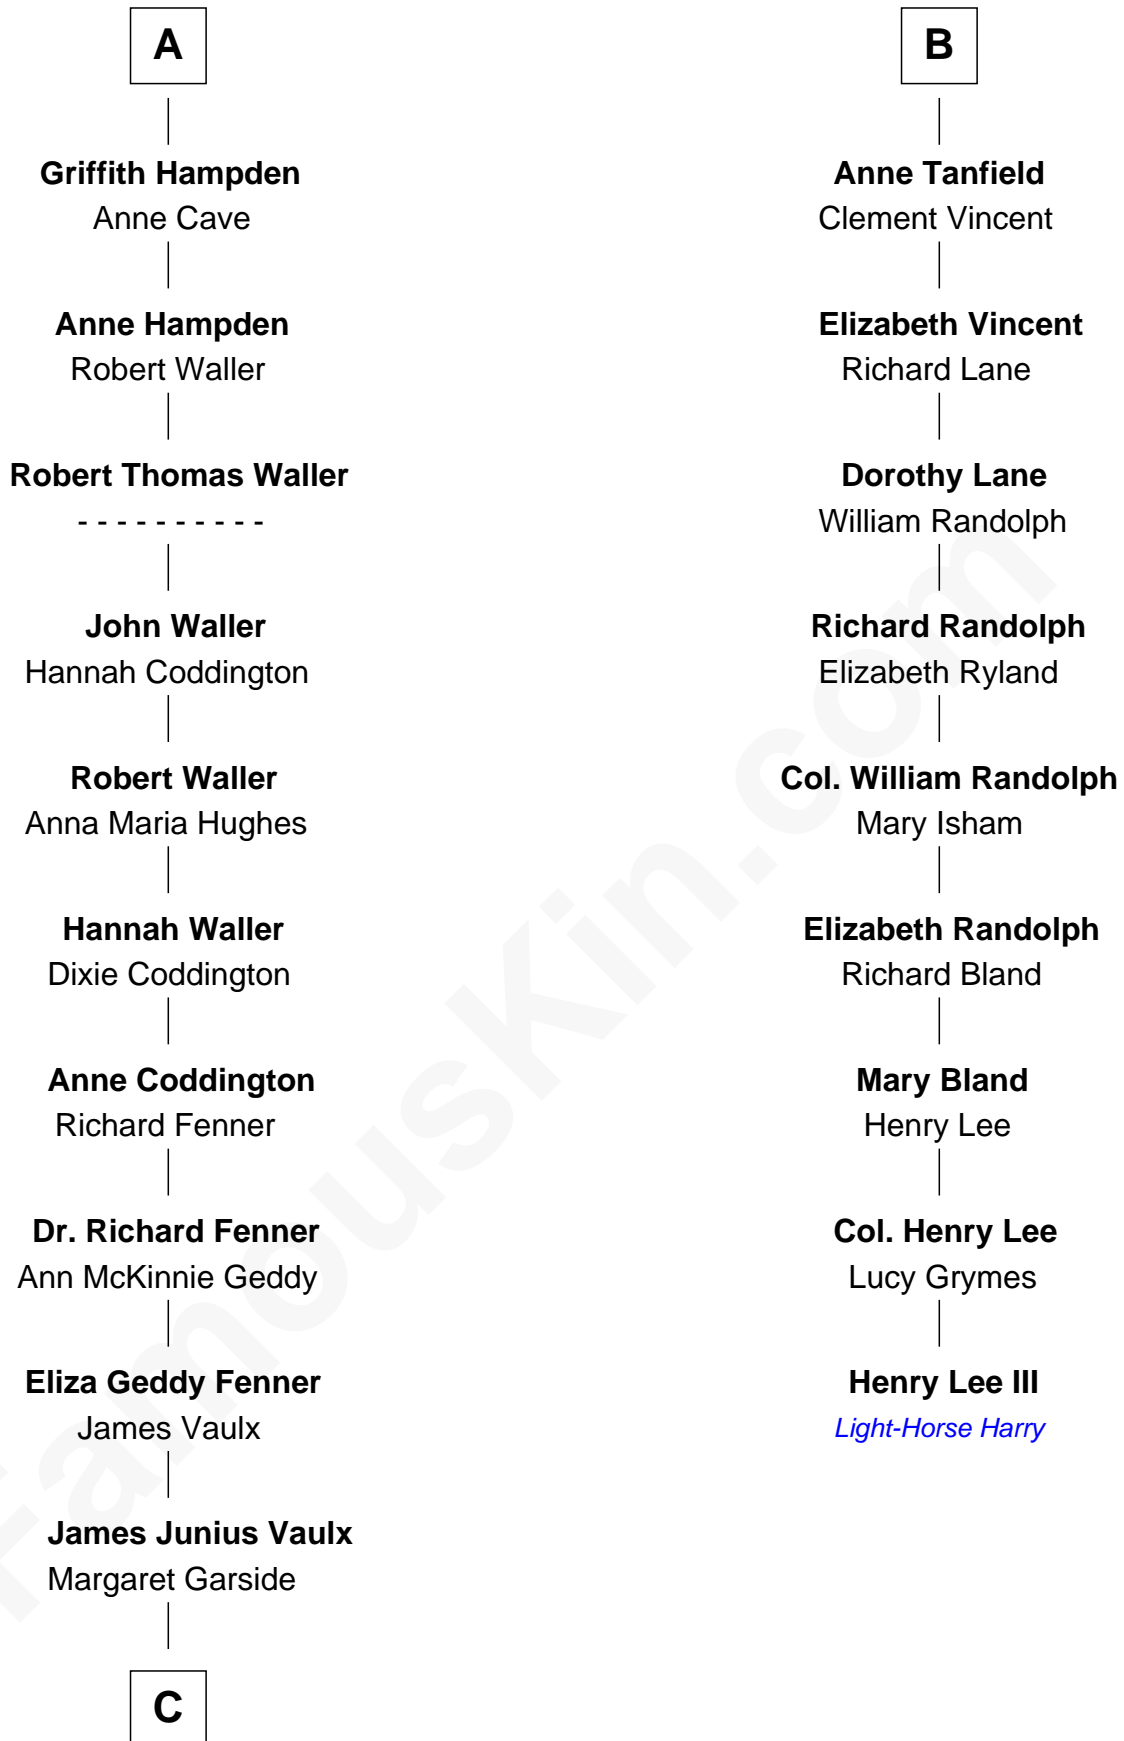 A
Griffith Hampden
Anne Cave
Anne Hampden
Robert Waller
Robert Thomas Waller
- - - - - - - - - -
John Waller
Hannah Coddington
Robert Waller
Anna Maria Hughes
Hannah Waller
Dixie Coddington
Anne Coddington
Richard Fenner
Dr. Richard Fenner
Ann McKinnie Geddy
Eliza Geddy Fenner
James Vaulx
James Junius Vaulx
Margaret Garside
C
B
Anne Tanfield
Clement Vincent
Elizabeth Vincent
Richard Lane
Dorothy Lane
William Randolph
Richard Randolph
Elizabeth Ryland
Col. William Randolph
Mary Isham
Elizabeth Randolph
Richard Bland
Mary Bland
Henry Lee
Col. Henry Lee
Lucy Grymes
Henry Lee III
Light-Horse Harry
FamousKin.com